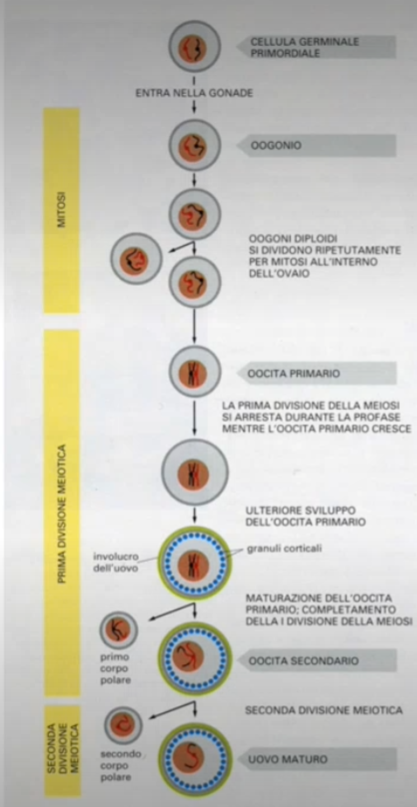 CELLULA GERMINALE
PRIMORDIALE
ENTRA NELLA GONADE
OOGONIO
MITOSI
OOGONI DIPLOIDI
SI DIVIDONO RIPETUTAMENTE
PER MITOSI ALL'INTERNO
DELL'OVAIO
OOCITA PRIMARIO
LA PRIMA DIVISIONE DELLA MEIOSI
SI ARRESTA DURANTE LA PROFASE
MENTRE L'OOCITA PRIMARIO CRESCE
PRIMA DIVISIONE MEIOTICA
ULTERIORE SVILUPPO
DELL'OOCITA PRIMARIO
involucro
dell'uovo
granuli corticali
MATURAZIONE DELL'OOCITA
PRIMARIO; COMPLETAMENTO
DELLA I DIVISIONE DELLA MEIOSI
primo
corpo
polare
OOCITA SECONDARIO
SECONDA DIVISIONE MEIOTICA
SECONDA
DIVISIONE
MEIOTICA
secondo
corpo
polare
UOVO MATURO